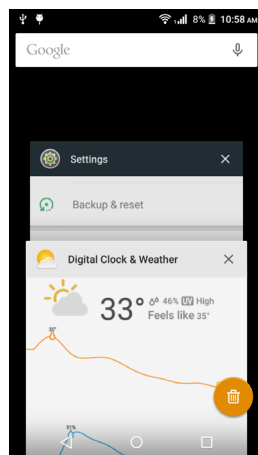 8% 10:58 AM
Google
Settings
Backup & reset
Digital Clock & Weather
33° 46% UV High
Feels like 35°